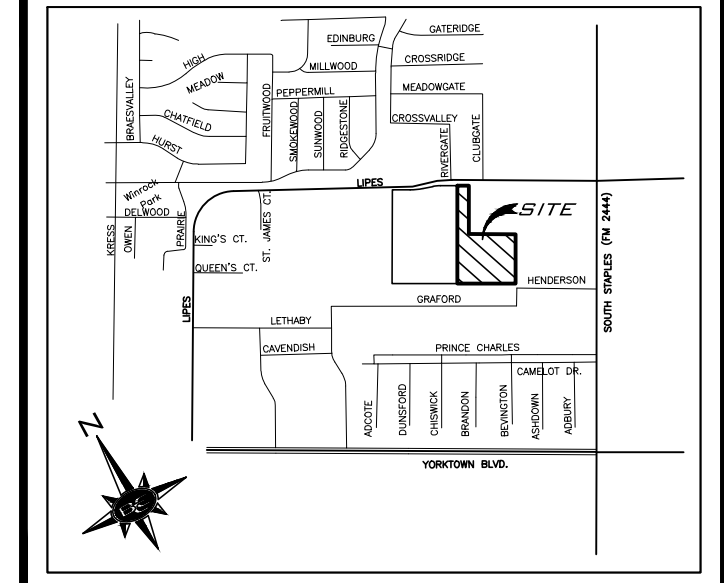 GATERIDGE
EDINBURG
CROSSRIDGE
HIGH
MILLWOOD
MEADOW
MEADOWGATE
PEPPERMILL
BRAESVALLEY
FRUITWOOD
SMOKEWOOD
SUNWOOD
RIDGESTONE
CHATFIELD
CROSSVALLEY
RIVERGATE
CLUBGATE
HURST
LIPES
Winrock
Park
DELWOOD
KRESS
OWEN
PRAIRIE
KING'S CT.
ST. JAMES CT.
QUEEN'S CT.
SITE
SOUTH STAPLES (FM 2444)
HENDERSON
GRAFORD
LIPES
LETHABY
CAVENDISH
PRINCE CHARLES
CAMELOT DR.
ADCOTE
DUNSFORD
CHISWICK
BRANDON
BEVINGTON
ASHDOWN
ADBURY
YORKTOWN BLVD.
N